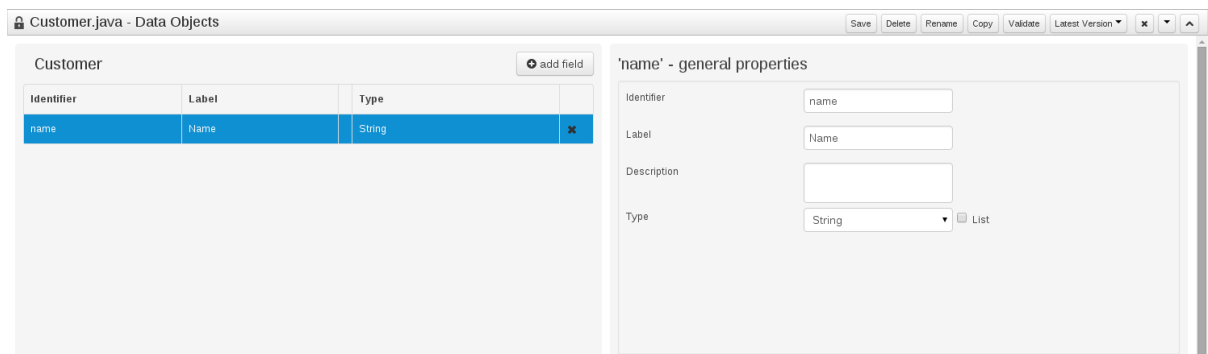 Customer.java - Data Objects
Save Delete Rename Copy Validate Latest Version
Customer
add field
Identifier Label Type
name Name String
'name' - general properties
Identifier name
Label Name
Description
Type String List